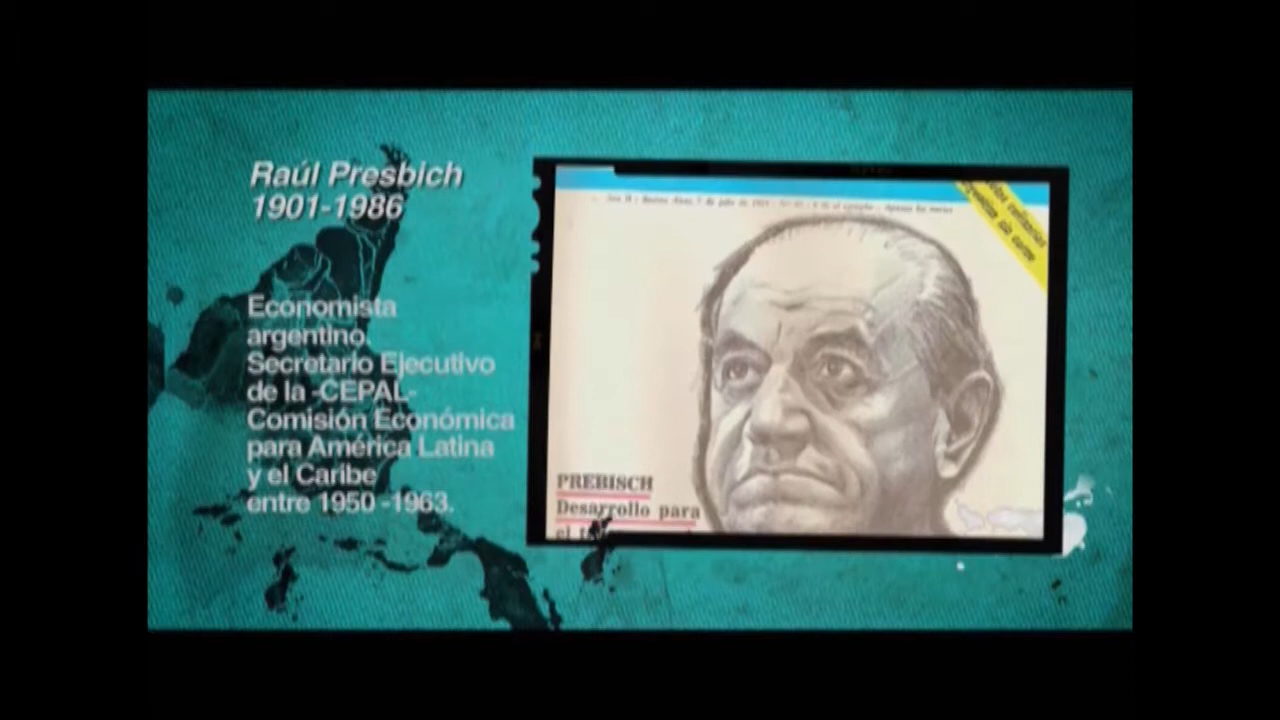 Raúl Presbich
1901-1986
Economista
argentino.
Secretario Ejecutivo
de la -CEPAL-
Comisión Económica
para América Latina
y el Caribe
entre 1950 -1963.
PREBISCH
Desarrollo para
el